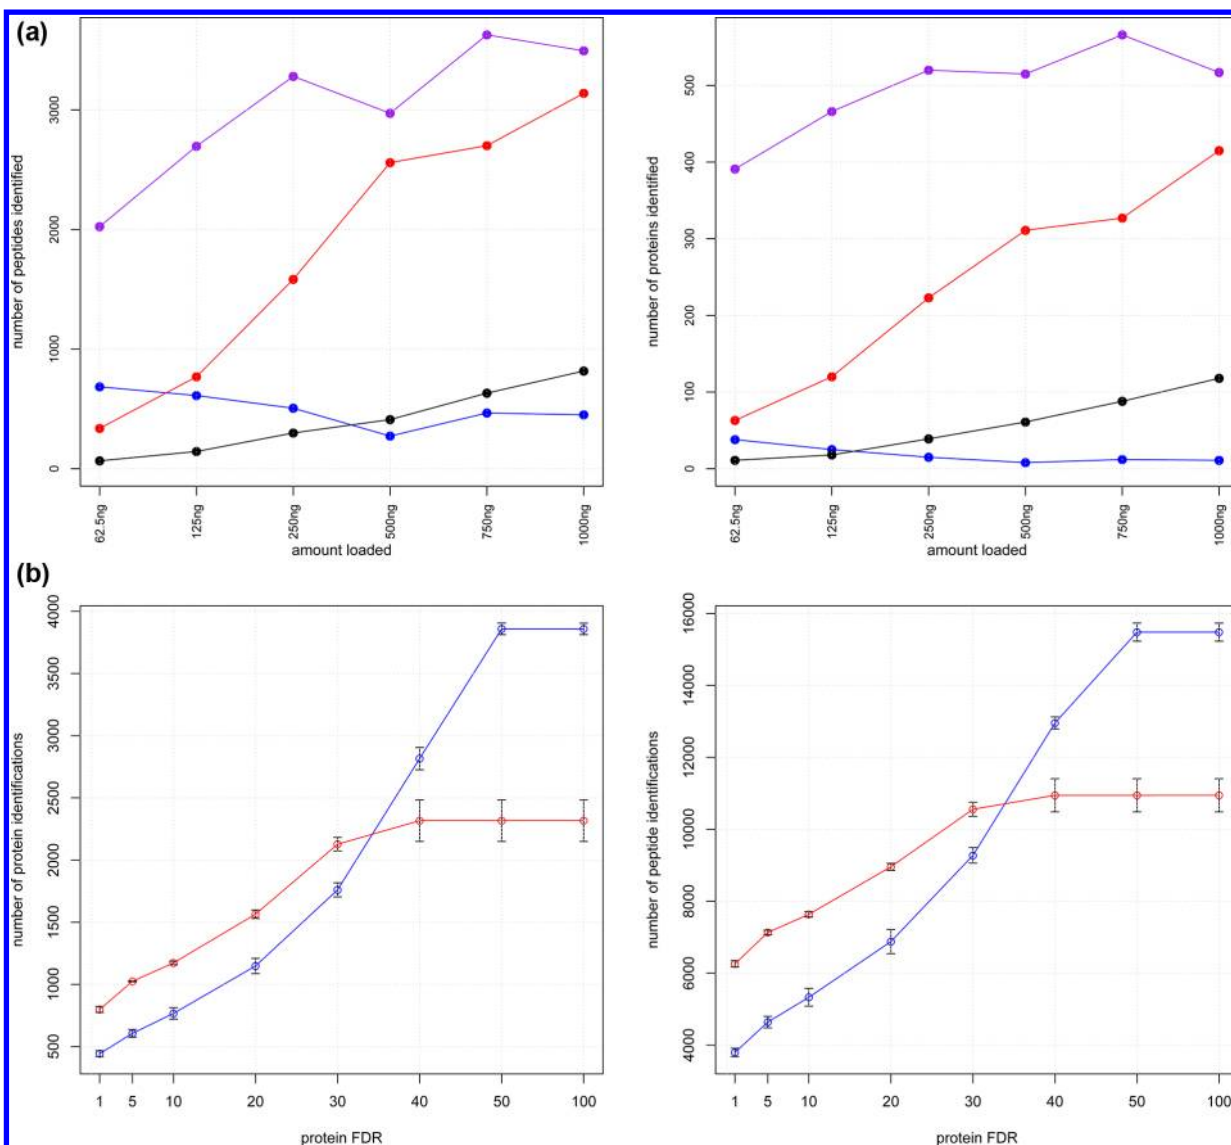 (a)
number of peptides identified
0
1000
2000
3000
62.5ng
125ng
250ng
500ng
750ng
1000ng
amount loaded
number of proteins identified
0
100
200
300
400
500
62.5ng
125ng
250ng
500ng
750ng
1000ng
amount loaded
(b)
number of protein identifications
500
1000
1500
2000
2500
3000
3500
4000
1
5
10
20
30
40
50
100
protein FDR
number of peptide identifications
4000
6000
8000
10000
12000
14000
16000
1
5
10
20
30
40
50
100
protein FDR